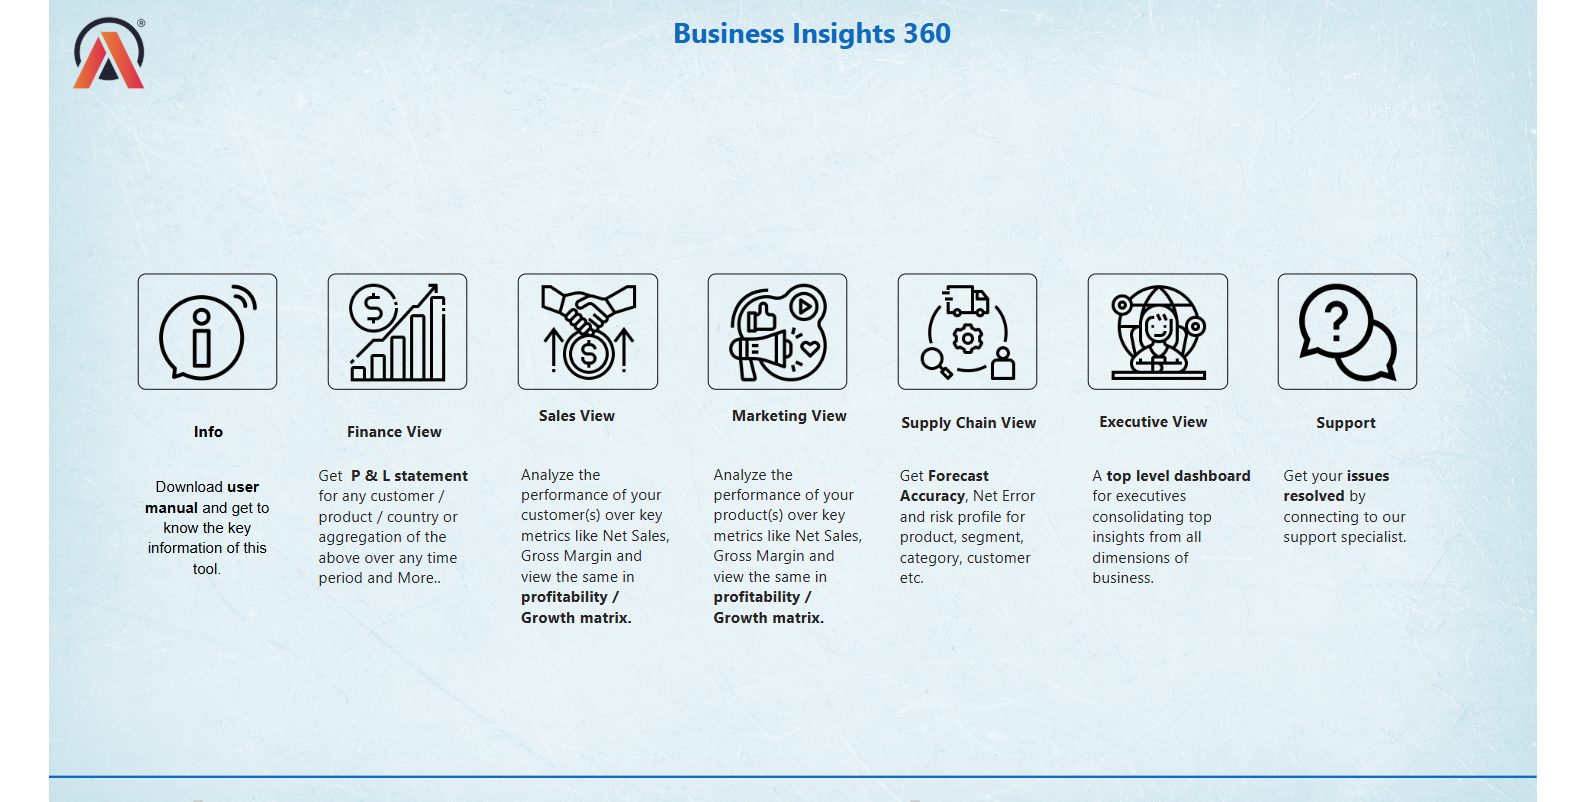 ®
Business Insights 360
$
$
?
Info
Download user
manual and get to
know the key
information of this
tool.
Finance View
Get P & L statement
for any customer /
product / country or
aggregation of the
above over any time
period and More..
Sales View
Analyze the
performance of your
customer(s) over key
metrics like Net Sales,
Gross Margin and
view the same in
profitability /
Growth matrix.
Marketing View
Analyze the
performance of your
product(s) over key
metrics like Net Sales,
Gross Margin and
view the same in
profitability /
Growth matrix.
Supply Chain View
Get Forecast
Accuracy, Net Error
and risk profile for
product, segment,
category, customer
etc.
Executive View
A top level dashboard
for executives
consolidating top
insights from all
dimensions of
business.
Support
Get your issues
resolved by
connecting to our
support specialist.